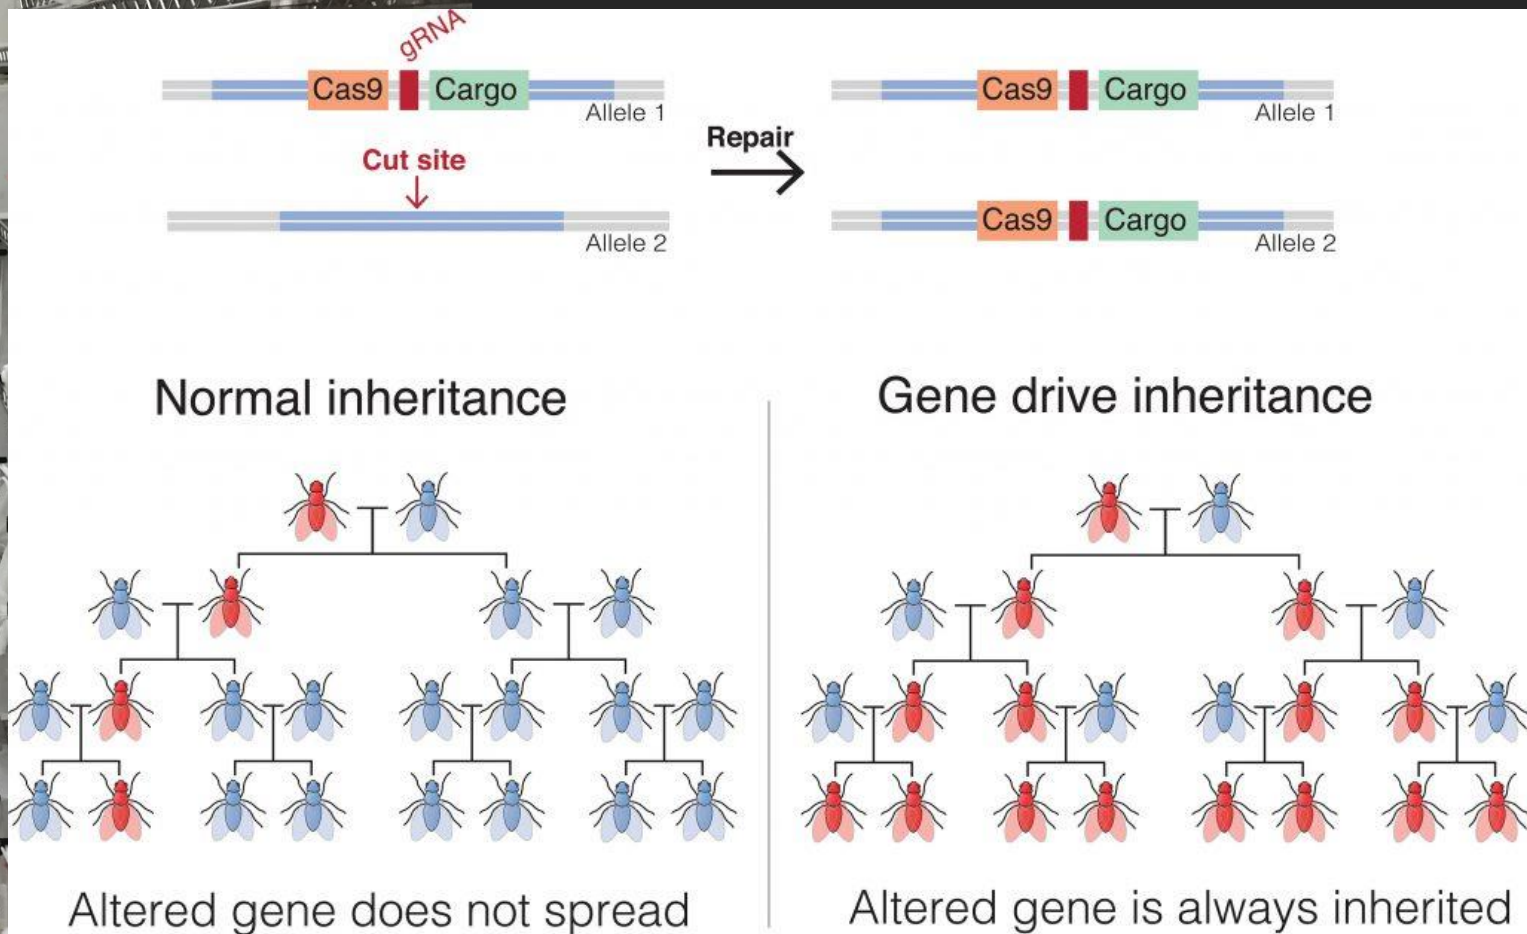 gRNA
Cas9 Cargo
Allele 1
Cut site
Allele 2
Repair
Cas9 Cargo
Allele 1
Cas9 Cargo
Allele 2
Normal inheritance
Altered gene does not spread
Gene drive inheritance
Altered gene is always inherited